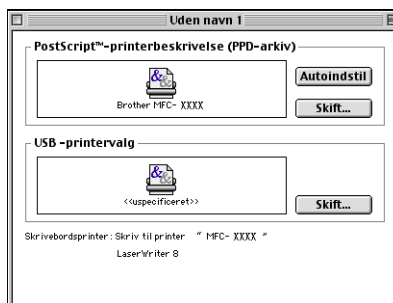 Uden navn 1
PostScript™-printerbeskrivelse (PPD-arkiv)
Autoindstil
Brother MFC- XXXX
Skift...
USB -printervalg
<<uspecificeret>>
Skift...
Skrivebordsprinter: Skriv til printer " MFC- XXXX "
LaserWriter 8